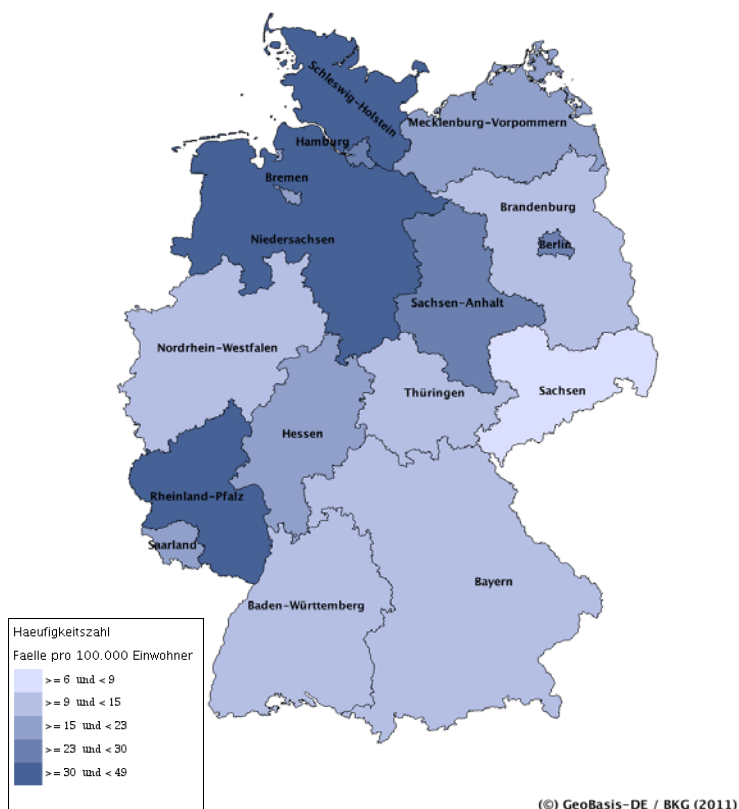 Schleswig-Holstein
Mecklenburg-Vorpommern
Hamburg
Bremen
Brandenburg
Niedersachsen
Berlin
Sachsen-Anhalt
Nordrhein-Westfalen
Thüringen
Sachsen
Hessen
Rheinland-Pfalz
Saarland
Bayern
Baden-Württemberg
Haeufigkeitszahl
Faelle pro 100.000 Einwohner
>= 6 und < 9
>= 9 und < 15
>= 15 und < 23
>= 23 und < 30
>= 30 und < 49
(©) GeoBasis-DE / BKG (2011)